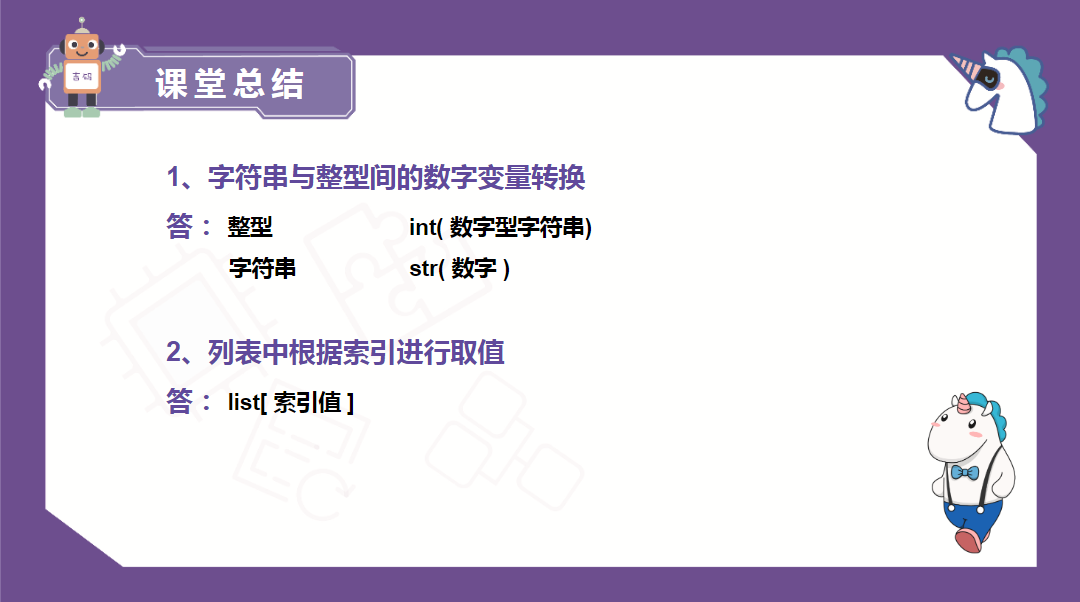 吉码
课堂总结
1、字符串与整型间的数字变量转换
答： 整型 int( 数字型字符串)
字符串 str( 数字 )
2、列表中根据索引进行取值
答： list[ 索引值 ]